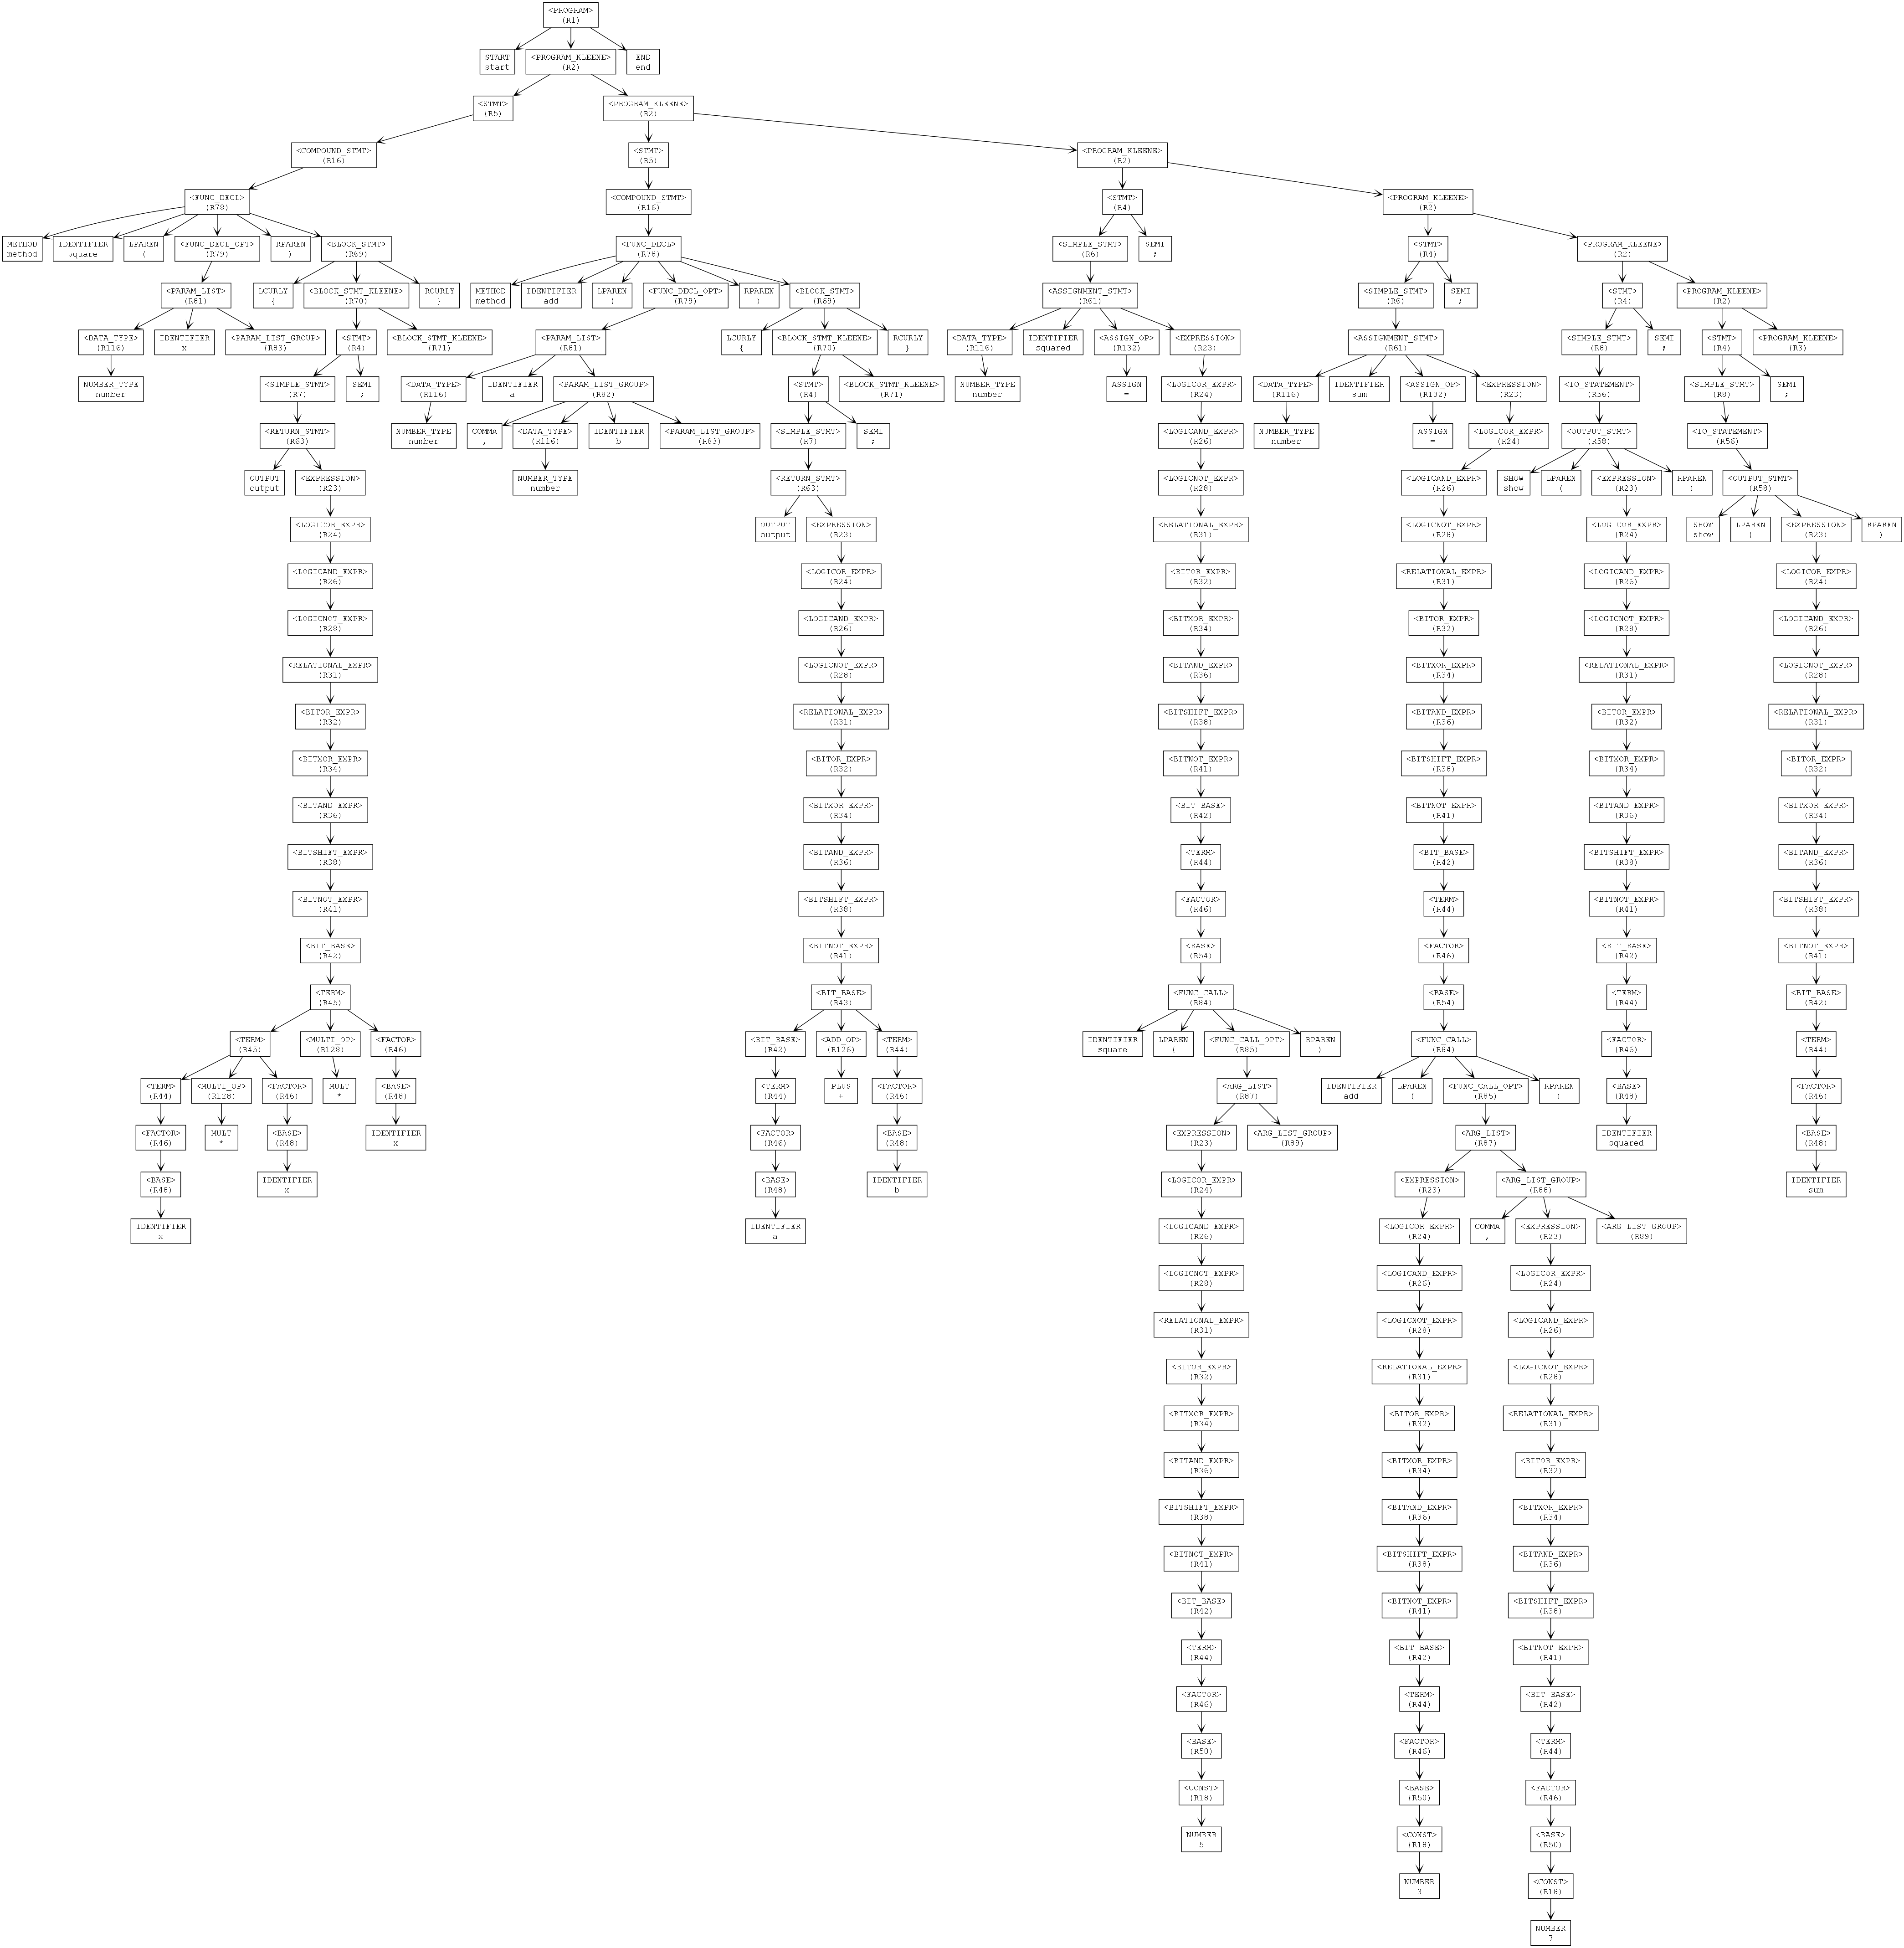 <PROGRAM>
(R1)
START
start
<PROGRAM_KLEENE>
(R2)
END
end
<STMT>
(R5)
<PROGRAM_KLEENE>
(R2)
<COMPOUND_STMT>
(R16)
<STMT>
(R5)
<PROGRAM_KLEENE>
(R2)
<FUNC_DECL>
(R78)
<COMPOUND_STMT>
(R16)
<STMT>
(R4)
<PROGRAM_KLEENE>
(R2)
METHOD
method
IDENTIFIER
square
LPAREN
(
<FUNC_DECL_OPT>
(R79)
RPAREN
)
<BLOCK_STMT>
(R69)
<FUNC_DECL>
(R78)
<SIMPLE_STMT>
(R6)
SEMI
;
<STMT>
(R4)
<PROGRAM_KLEENE>
(R2)
<PARAM_LIST>
(R81)
LCURLY
{
<BLOCK_STMT_KLEENE>
(R70)
RCURLY
}
METHOD
method
IDENTIFIER
add
LPAREN
(
<FUNC_DECL_OPT>
(R79)
RPAREN
)
<BLOCK_STMT>
(R69)
<ASSIGNMENT_STMT>
(R61)
<SIMPLE_STMT>
(R6)
SEMI
;
<STMT>
(R4)
<PROGRAM_KLEENE>
(R2)
<DATA_TYPE>
(R116)
IDENTIFIER
x
<PARAM_LIST_GROUP>
(R83)
<STMT>
(R4)
<BLOCK_STMT_KLEENE>
(R71)
<PARAM_LIST>
(R81)
LCURLY
{
<BLOCK_STMT_KLEENE>
(R70)
RCURLY
}
<DATA_TYPE>
(R116)
IDENTIFIER
squared
<ASSIGN_OP>
(R132)
<EXPRESSION>
(R23)
<ASSIGNMENT_STMT>
(R61)
<SIMPLE_STMT>
(R8)
SEMI
;
<STMT>
(R4)
<PROGRAM_KLEENE>
(R3)
NUMBER_TYPE
number
<SIMPLE_STMT>
(R7)
SEMI
;
<DATA_TYPE>
(R116)
IDENTIFIER
a
<PARAM_LIST_GROUP>
(R82)
<STMT>
(R4)
<BLOCK_STMT_KLEENE>
(R71)
NUMBER_TYPE
number
ASSIGN
=
<LOGICOR_EXPR>
(R24)
<DATA_TYPE>
(R116)
IDENTIFIER
sum
<ASSIGN_OP>
(R132)
<EXPRESSION>
(R23)
<IO_STATEMENT>
(R56)
<SIMPLE_STMT>
(R8)
SEMI
;
<RETURN_STMT>
(R63)
NUMBER_TYPE
number
COMMA
,
<DATA_TYPE>
(R116)
IDENTIFIER
b
<PARAM_LIST_GROUP>
(R83)
<SIMPLE_STMT>
(R7)
SEMI
;
<LOGICAND_EXPR>
(R26)
NUMBER_TYPE
number
ASSIGN
=
<LOGICOR_EXPR>
(R24)
<OUTPUT_STMT>
(R58)
<IO_STATEMENT>
(R56)
OUTPUT
output
<EXPRESSION>
(R23)
NUMBER_TYPE
number
<RETURN_STMT>
(R63)
<LOGICNOT_EXPR>
(R28)
<LOGICAND_EXPR>
(R26)
SHOW
show
LPAREN
(
<EXPRESSION>
(R23)
RPAREN
)
<OUTPUT_STMT>
(R58)
<LOGICOR_EXPR>
(R24)
OUTPUT
output
<EXPRESSION>
(R23)
<RELATIONAL_EXPR>
(R31)
<LOGICNOT_EXPR>
(R28)
<LOGICOR_EXPR>
(R24)
SHOW
show
LPAREN
(
<EXPRESSION>
(R23)
RPAREN
)
<LOGICAND_EXPR>
(R26)
<LOGICOR_EXPR>
(R24)
<BITOR_EXPR>
(R32)
<RELATIONAL_EXPR>
(R31)
<LOGICAND_EXPR>
(R26)
<LOGICOR_EXPR>
(R24)
<LOGICNOT_EXPR>
(R28)
<LOGICAND_EXPR>
(R26)
<BITXOR_EXPR>
(R34)
<BITOR_EXPR>
(R32)
<LOGICNOT_EXPR>
(R28)
<LOGICAND_EXPR>
(R26)
<RELATIONAL_EXPR>
(R31)
<LOGICNOT_EXPR>
(R28)
<BITAND_EXPR>
(R36)
<BITXOR_EXPR>
(R34)
<RELATIONAL_EXPR>
(R31)
<LOGICNOT_EXPR>
(R28)
<BITOR_EXPR>
(R32)
<RELATIONAL_EXPR>
(R31)
<BITSHIFT_EXPR>
(R38)
<BITAND_EXPR>
(R36)
<BITOR_EXPR>
(R32)
<RELATIONAL_EXPR>
(R31)
<BITXOR_EXPR>
(R34)
<BITOR_EXPR>
(R32)
<BITNOT_EXPR>
(R41)
<BITSHIFT_EXPR>
(R38)
<BITXOR_EXPR>
(R34)
<BITOR_EXPR>
(R32)
<BITAND_EXPR>
(R36)
<BITXOR_EXPR>
(R34)
<BIT_BASE>
(R42)
<BITNOT_EXPR>
(R41)
<BITAND_EXPR>
(R36)
<BITXOR_EXPR>
(R34)
<BITSHIFT_EXPR>
(R38)
<BITAND_EXPR>
(R36)
<TERM>
(R44)
<BIT_BASE>
(R42)
<BITSHIFT_EXPR>
(R38)
<BITAND_EXPR>
(R36)
<BITNOT_EXPR>
(R41)
<BITSHIFT_EXPR>
(R38)
<FACTOR>
(R46)
<TERM>
(R44)
<BITNOT_EXPR>
(R41)
<BITSHIFT_EXPR>
(R38)
<BIT_BASE>
(R42)
<BITNOT_EXPR>
(R41)
<BASE>
(R54)
<FACTOR>
(R46)
<BIT_BASE>
(R42)
<BITNOT_EXPR>
(R41)
<TERM>
(R45)
<BIT_BASE>
(R43)
<FUNC_CALL>
(R84)
<BASE>
(R54)
<TERM>
(R44)
<BIT_BASE>
(R42)
<TERM>
(R45)
<MULTI_OP>
(R128)
<FACTOR>
(R46)
<BIT_BASE>
(R42)
<ADD_OP>
(R126)
<TERM>
(R44)
IDENTIFIER
square
LPAREN
(
<FUNC_CALL_OPT>
(R85)
RPAREN
)
<FUNC_CALL>
(R84)
<FACTOR>
(R46)
<TERM>
(R44)
<TERM>
(R44)
<MULTI_OP>
(R128)
<FACTOR>
(R46)
MULT
*
<BASE>
(R48)
<TERM>
(R44)
PLUS
+
<FACTOR>
(R46)
<ARG_LIST>
(R87)
IDENTIFIER
add
LPAREN
(
<FUNC_CALL_OPT>
(R85)
RPAREN
)
<BASE>
(R48)
<FACTOR>
(R46)
<FACTOR>
(R46)
MULT
*
<BASE>
(R48)
IDENTIFIER
x
<FACTOR>
(R46)
<BASE>
(R48)
<EXPRESSION>
(R23)
<ARG_LIST_GROUP>
(R89)
<ARG_LIST>
(R87)
IDENTIFIER
squared
<BASE>
(R48)
<BASE>
(R48)
IDENTIFIER
x
<BASE>
(R48)
IDENTIFIER
b
<LOGICOR_EXPR>
(R24)
<EXPRESSION>
(R23)
<ARG_LIST_GROUP>
(R88)
IDENTIFIER
sum
IDENTIFIER
x
IDENTIFIER
a
<LOGICAND_EXPR>
(R26)
<LOGICOR_EXPR>
(R24)
COMMA
,
<EXPRESSION>
(R23)
<ARG_LIST_GROUP>
(R89)
<LOGICNOT_EXPR>
(R28)
<LOGICAND_EXPR>
(R26)
<LOGICOR_EXPR>
(R24)
<RELATIONAL_EXPR>
(R31)
<LOGICNOT_EXPR>
(R28)
<LOGICAND_EXPR>
(R26)
<BITOR_EXPR>
(R32)
<RELATIONAL_EXPR>
(R31)
<LOGICNOT_EXPR>
(R28)
<BITXOR_EXPR>
(R34)
<BITOR_EXPR>
(R32)
<RELATIONAL_EXPR>
(R31)
<BITAND_EXPR>
(R36)
<BITXOR_EXPR>
(R34)
<BITOR_EXPR>
(R32)
<BITSHIFT_EXPR>
(R38)
<BITAND_EXPR>
(R36)
<BITXOR_EXPR>
(R34)
<BITNOT_EXPR>
(R41)
<BITSHIFT_EXPR>
(R38)
<BITAND_EXPR>
(R36)
<BIT_BASE>
(R42)
<BITNOT_EXPR>
(R41)
<BITSHIFT_EXPR>
(R38)
<TERM>
(R44)
<BIT_BASE>
(R42)
<BITNOT_EXPR>
(R41)
<FACTOR>
(R46)
<TERM>
(R44)
<BIT_BASE>
(R42)
<BASE>
(R50)
<FACTOR>
(R46)
<TERM>
(R44)
<CONST>
(R18)
<BASE>
(R50)
<FACTOR>
(R46)
NUMBER
5
<CONST>
(R18)
<BASE>
(R50)
NUMBER
3
<CONST>
(R18)
NUMBER
7